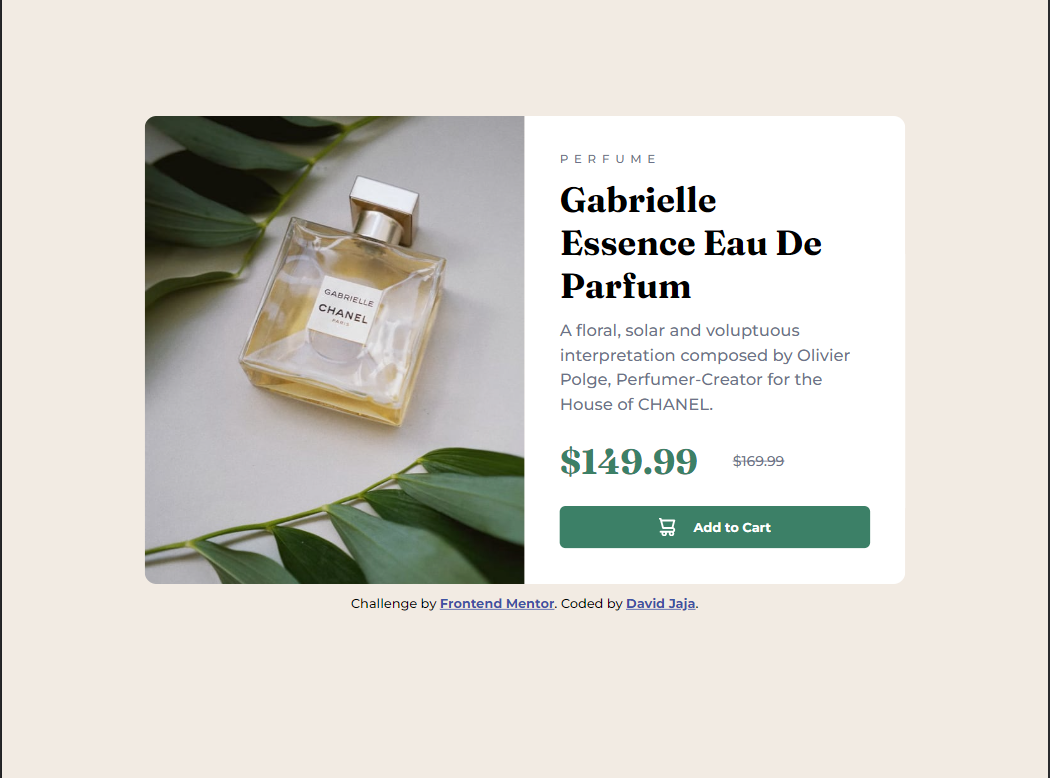 GABRIELLE
CHANEL
PARIS
PERFUME
Gabrielle
Essence Eau De
Parfum
A floral, solar and voluptuous
interpretation composed by Olivier
Polge, Perfumer-Creator for the
House of CHANEL.
$149.99 $169.99
Add to Cart
Challenge by Frontend Mentor. Coded by David Jaja.